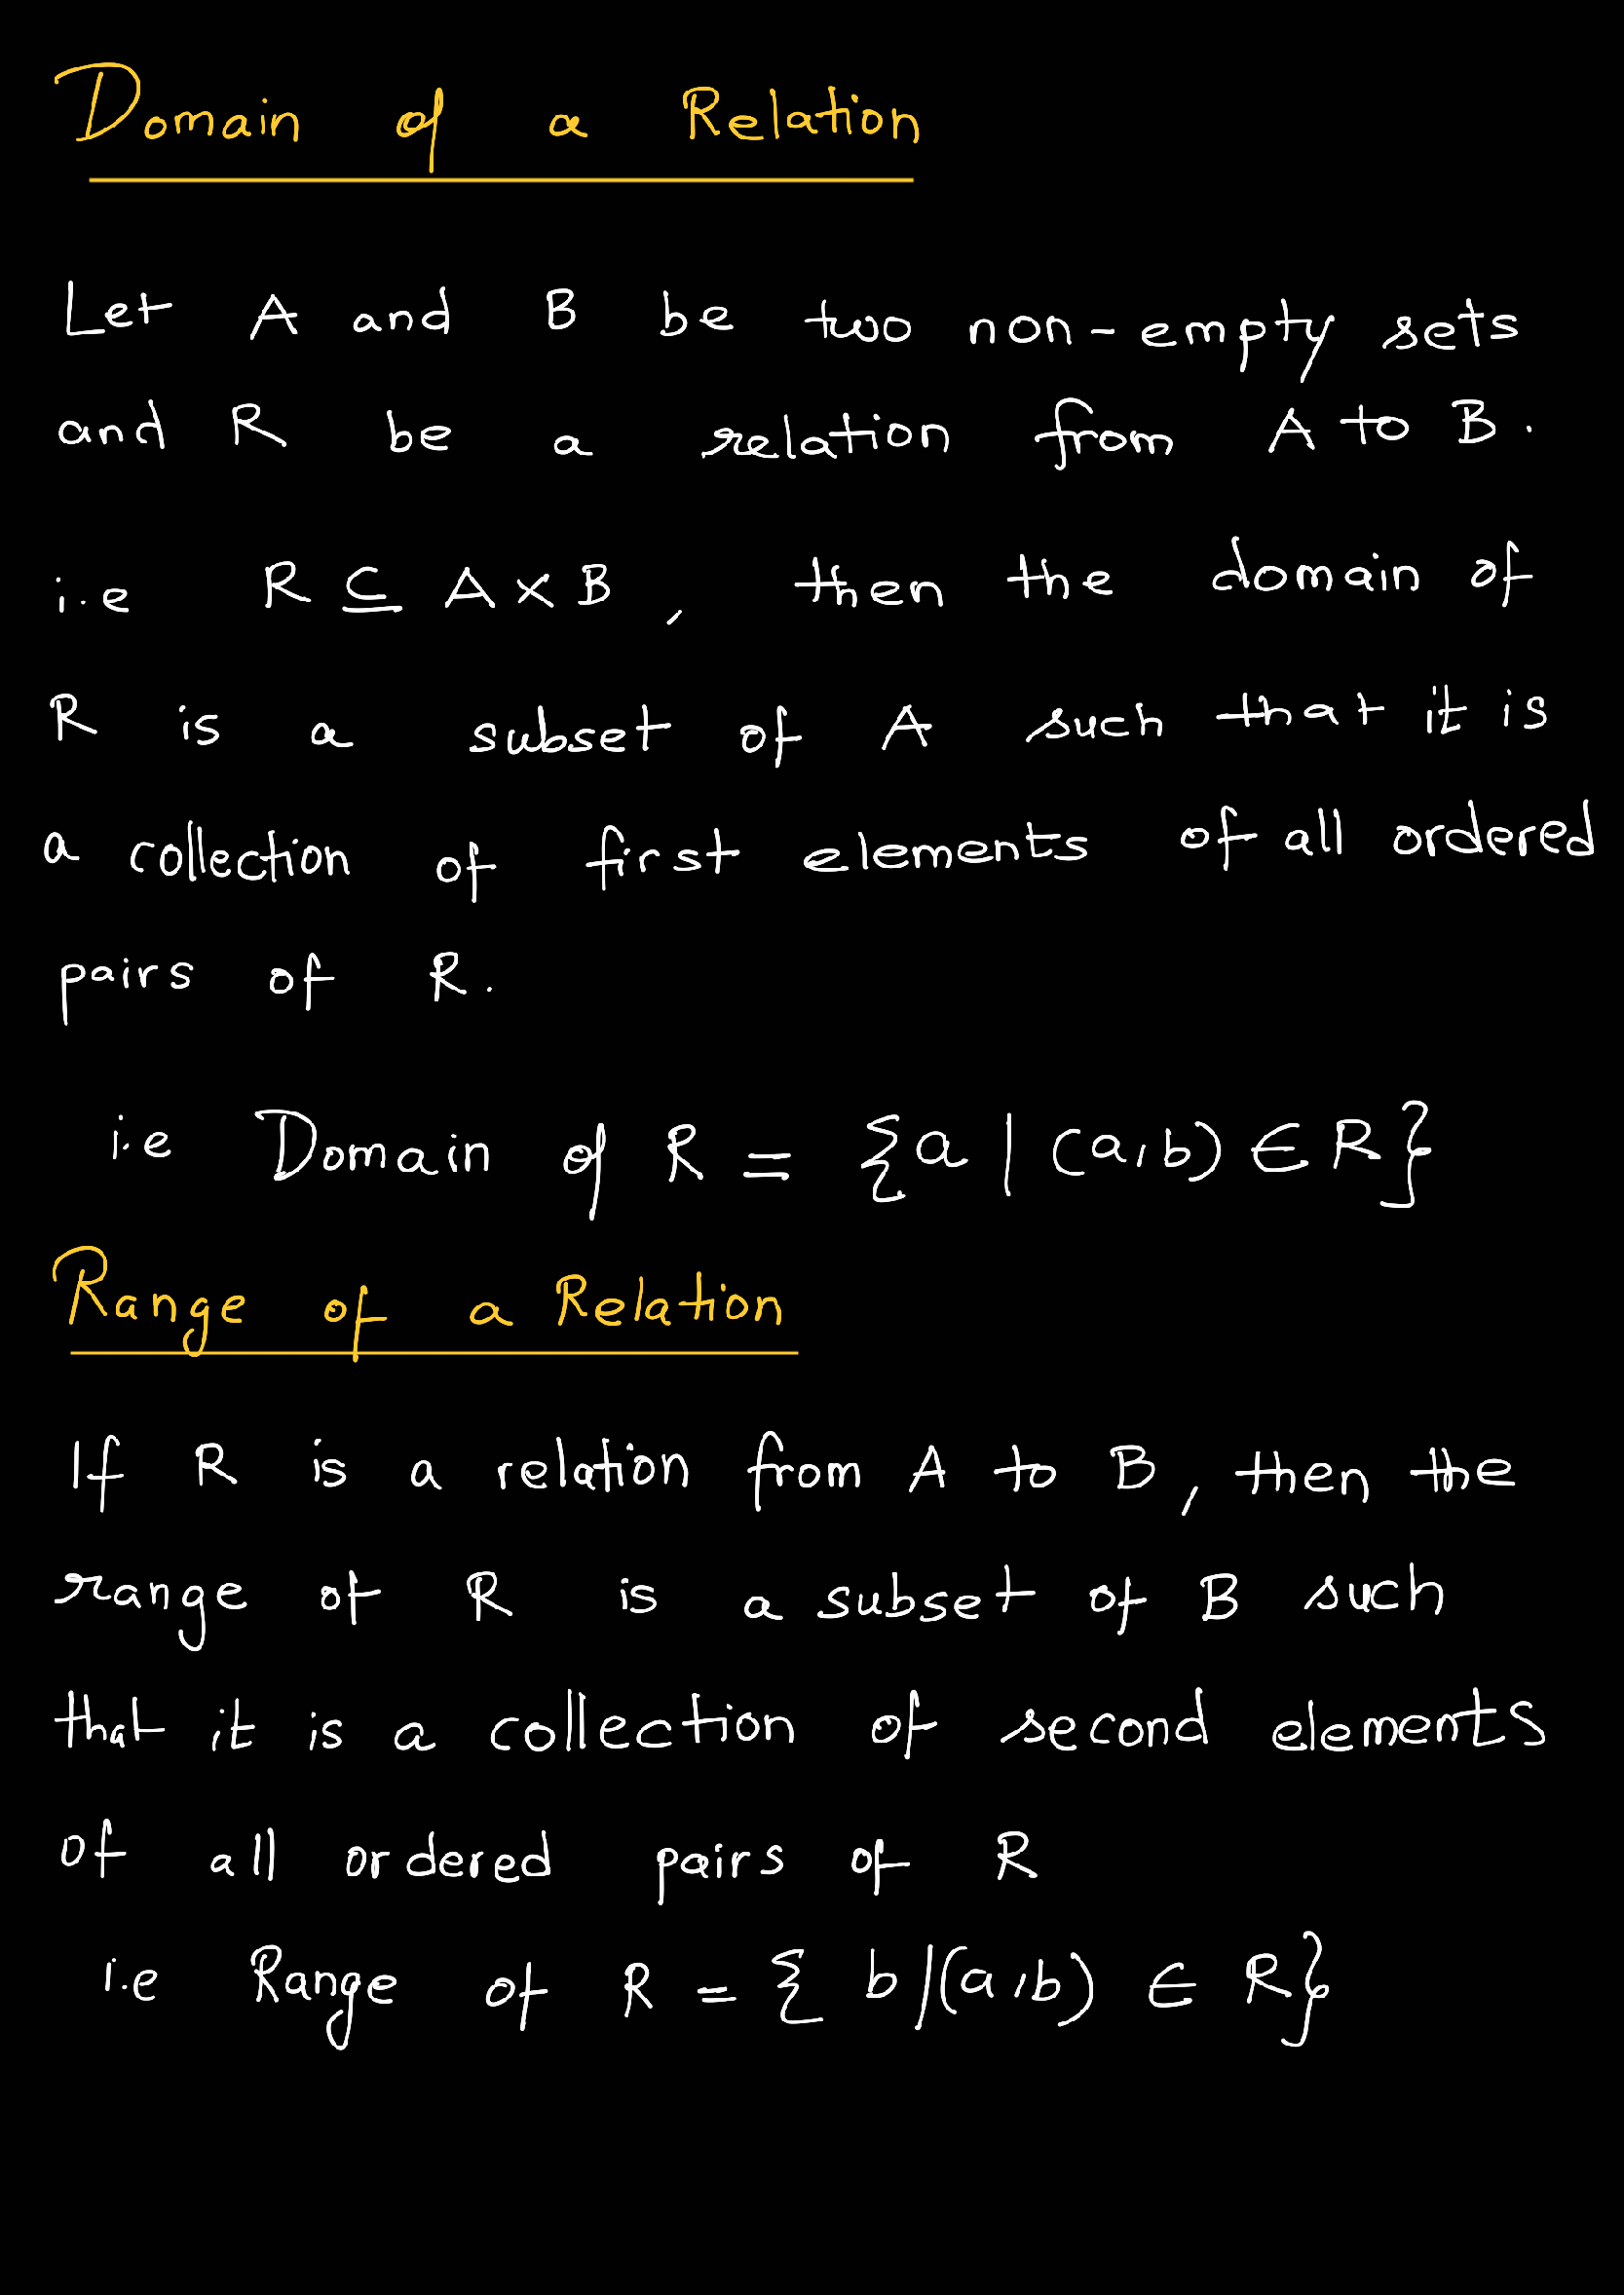 Domain of a Relation
Let A and B be two non-empty sets
and R be a relation from A to B.
i.e R ⊆ A × B, then the domain of
R is a subset of A such that it is
a collection of first elements of all ordered
pairs of R.
i.e Domain of R = {a | (a,b) ∈ R}
Range of a Relation
If R is a relation from A to B, then the
range of R is a subset of B such
that it is a collection of second elements
of all ordered pairs of R
i.e Range of R = { b | (a,b) ∈ R}